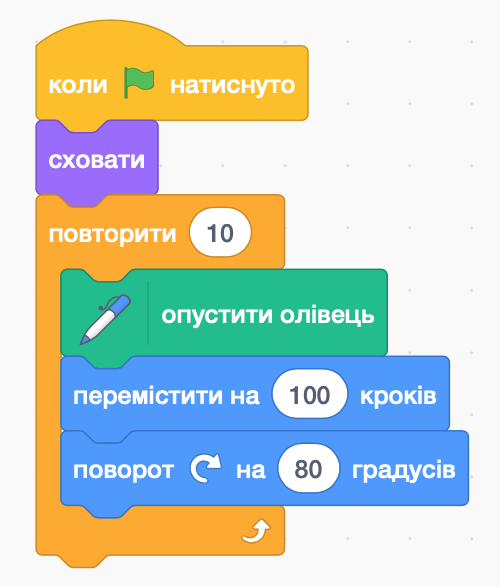 коли натиснуто
сховати
повторити 10
опустити олівець
перемістити на 100 кроків
поворот на 80 градусів